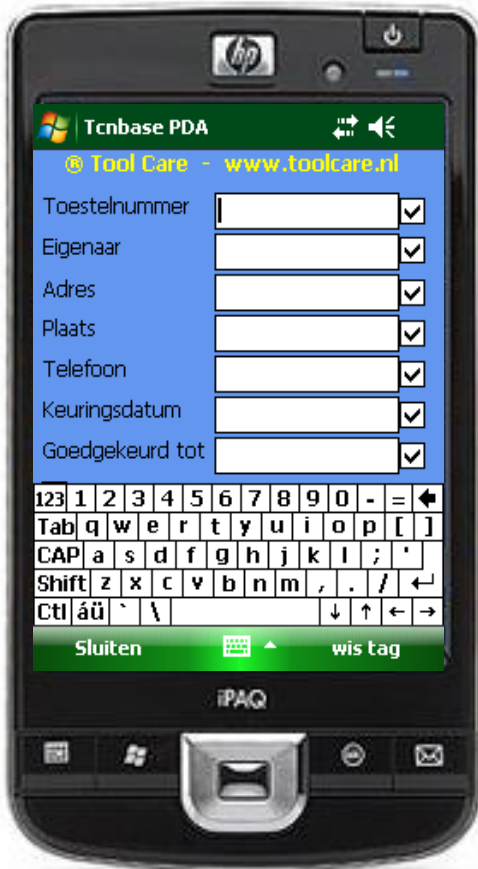 hp
Tcnbase PDA
® Tool Care - www.toolcare.nl
Toestelnummer
Eigenaar
Adres
Plaats
Telefoon
Keuringsdatum
Goedgekeurd tot
123 1 2 3 4 5 6 7 8 9 0 - =
Tab q w e r t y u i o p [ ]
CAP a s d f g h j k l ; '
Shift z x c v b n m , . /
Ctl áü ` \ ↓ ↑ ← →
Sluiten wis tag
iPAQ